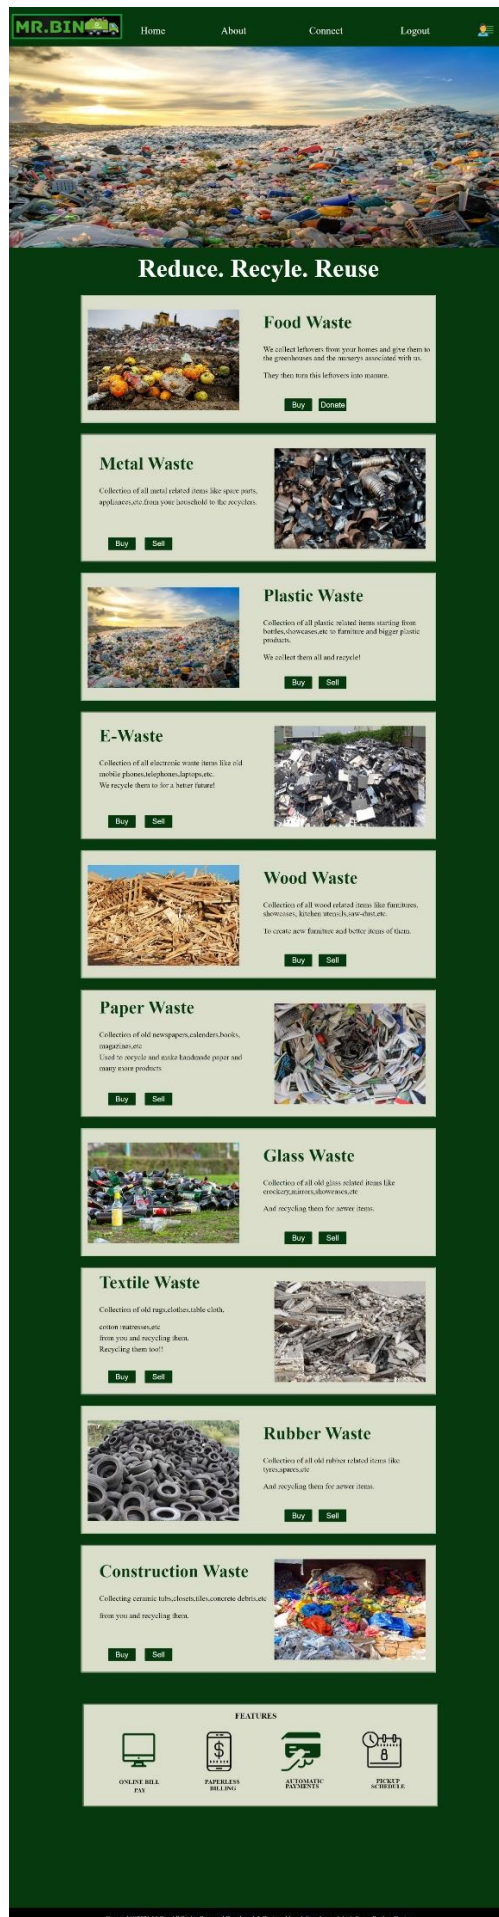 MR.BIN
Home About Connect Logout
Reduce. Recyle. Reuse
Food Waste
We collect leftovers from your homes and give them to
the greenhouses and the nurserys associated with us.
They then turn this leftovers into manure.
Buy Donate
Metal Waste
Collection of all metal related items like spare parts,
appliances,etc.from your household to the recyclers.
Buy Sell
Plastic Waste
Collection of all plastic related items starting from
bottles,showcases,etc to furniture and bigger plastic
products.
We collect them all and recycle!
Buy Sell
E-Waste
Collection of all electronic waste items like old
mobile phones,telephones,laptops,etc.
We recycle them to for a better future!
Buy Sell
Wood Waste
Collection of all wood related items like furnitures,
showcases, kitchen utensils,saw-dust,etc.
To create new furniture and better items of them.
Buy Sell
Paper Waste
Collection of old newspapers,calenders,books,
magazines,etc
Used to recycle and make handmade paper and
many more products
Buy Sell
Glass Waste
Collection of all old glass related items like
crockery,mirrors,showcases,etc
And recycling them for newer items.
Buy Sell
Textile Waste
Collection of old rugs,clothes,table cloth.
cotton matresses,etc
from you and recycling them.
Recycling them too!!
Buy Sell
Rubber Waste
Collection of all old rubber related items like
tyres,spaces,etc
And recycling them for newer items.
Buy Sell
Construction Waste
Collecting ceramic tubs,closets,tiles,concrete debris,etc
from you and recycling them.
Buy Sell
FEATURES
ONLINE BILL
PAY
PAPERLESS
BILLING
AUTOMATIC
PAYMENTS
PICKUP
SCHEDULE